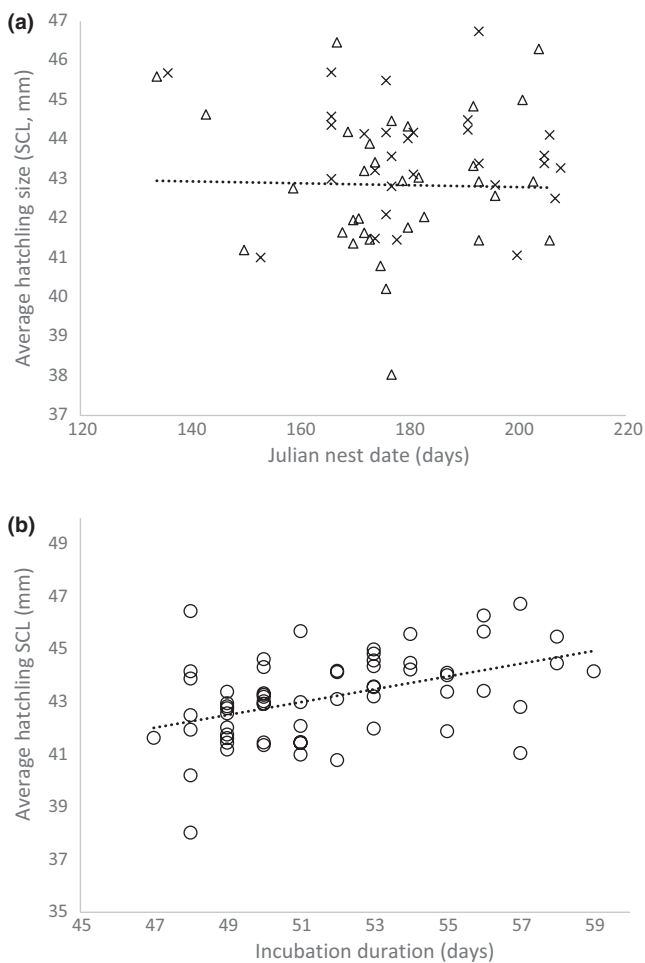 (a)
Average hatchling size (SCL, mm)
47
46
45
44
43
42
41
40
39
38
37
120 140 160 180 200 220
Julian nest date (days)
(b)
Average hatchling SCL (mm)
49
47
45
43
41
39
37
35
45 47 49 51 53 55 57 59
Incubation duration (days)